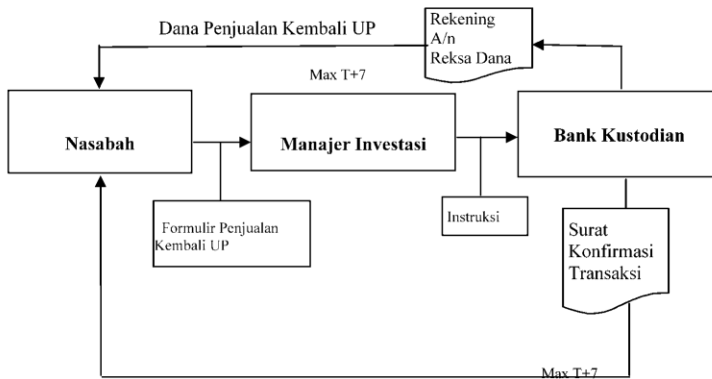 Dana Penjualan Kembali UP
Rekening
A/n
Reksa Dana
Max T+7
Nasabah
Manajer Investasi
Bank Kustodian
Formulir Penjualan
Kembali UP
Instruksi
Surat
Konfirmasi
Transaksi
Max T+7